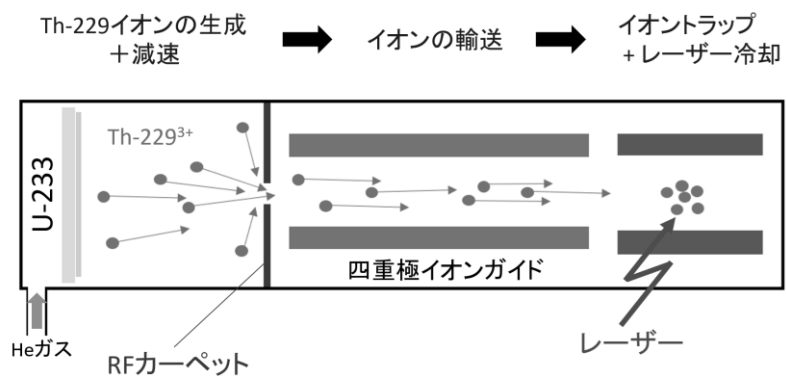 Th-229イオンの生成
＋減速
イオンの輸送
イオントラップ
+ レーザー冷却
U-233
Th-229³⁺
四重極イオンガイド
Heガス
RFカーペット
レーザー